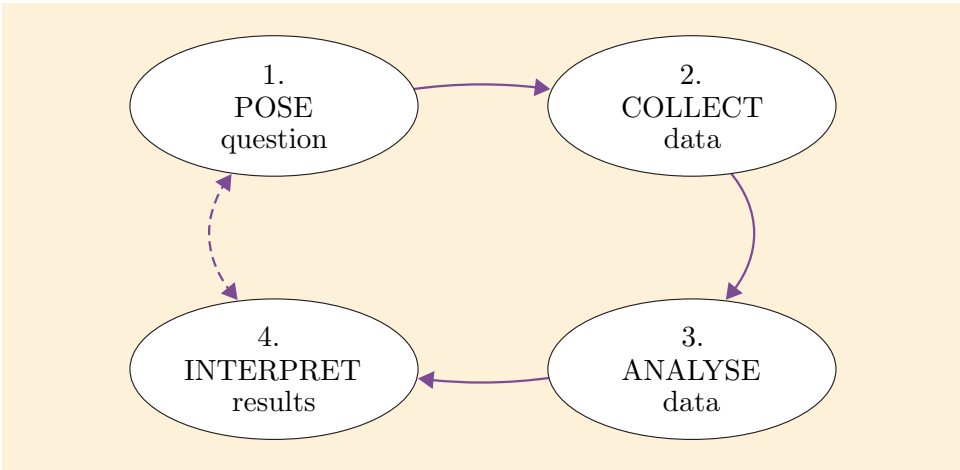 1.
POSE
question
2.
COLLECT
data
3.
ANALYSE
data
4.
INTERPRET
results